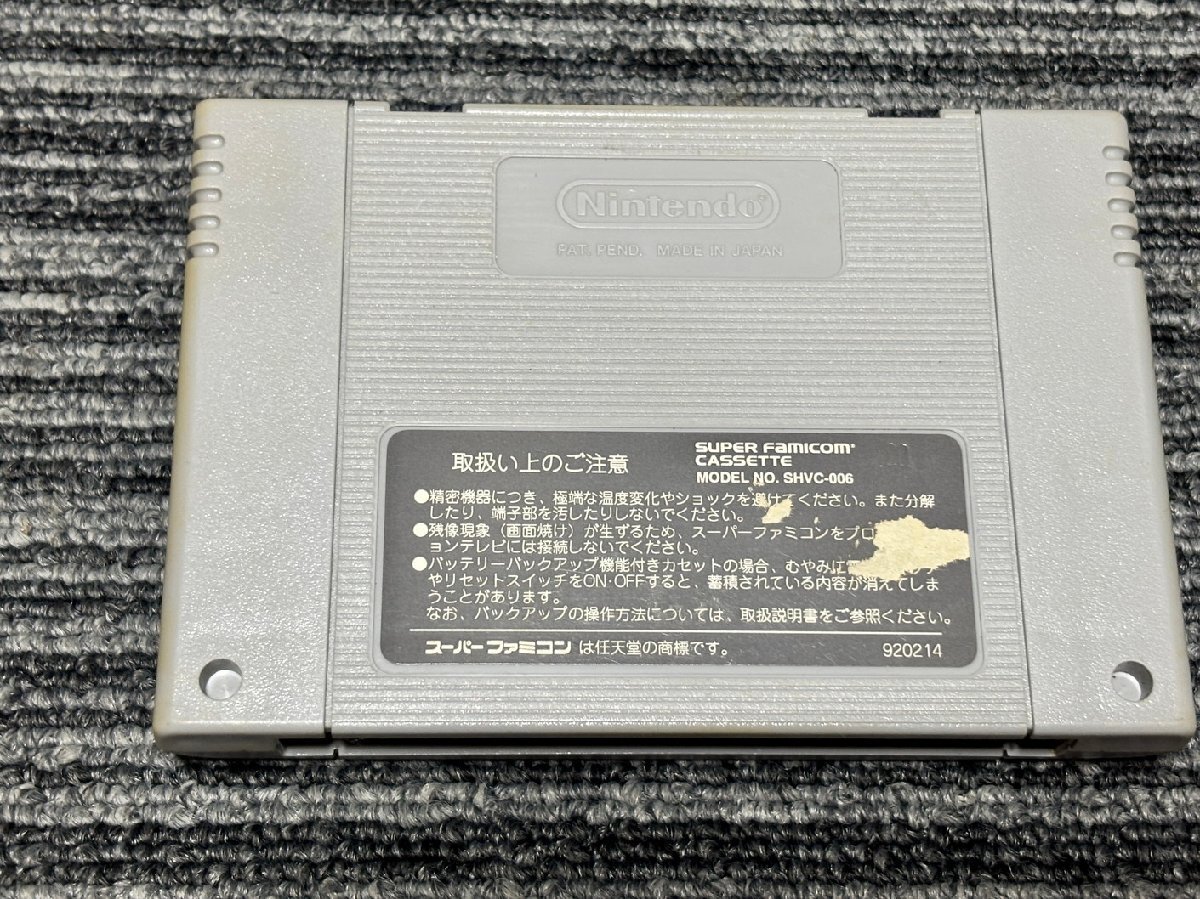 Nintendo
PAT. PEND. MADE IN JAPAN
取扱い上のご注意
SUPER FAMICOM
CASSETTE
MODEL NO. SHVC-006
●精密機器につき、極端な温度変化やショックを避けてください。また分解
したり、端子部を汚したりしないでください。
●残像現象（画面焼け）が生ずるため、スーパーファミコンをプロ
ョンテレビには接続しないでください。
●バッテリーバックアップ機能付きカセットの場合、むやみに
やリセットスイッチをON·OFFすると、蓄積されている内容が消えてしま
うことがあります。
なお、バックアップの操作方法については、取扱説明書をご参照ください。
スーパーファミコンは任天堂の商標です。
920214